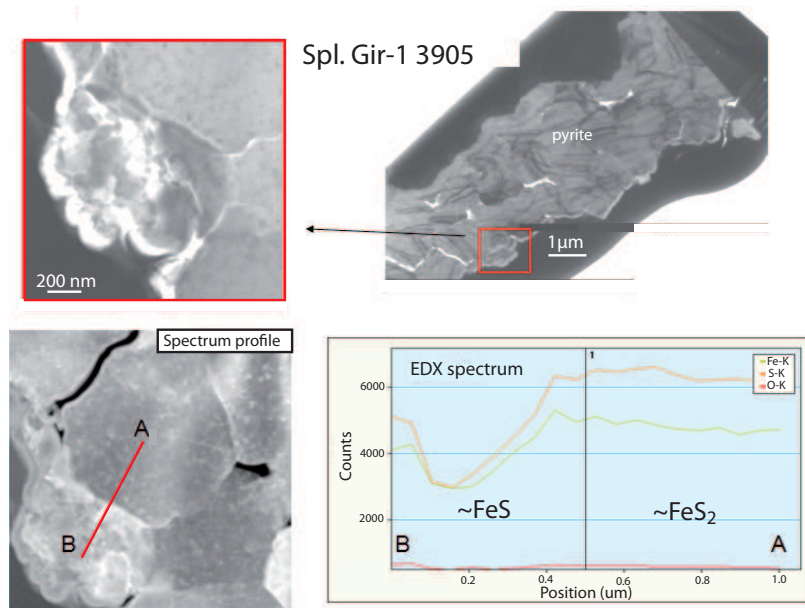 Spl. Gir-1 3905
200 nm
pyrite
1µm
Spectrum profile
A
B
EDX spectrum
1
Fe-K
S-K
O-K
6000
4000
2000
Counts
~FeS
~FeS₂
B
A
0.2
0.4
0.6
0.8
1.0
Position (um)